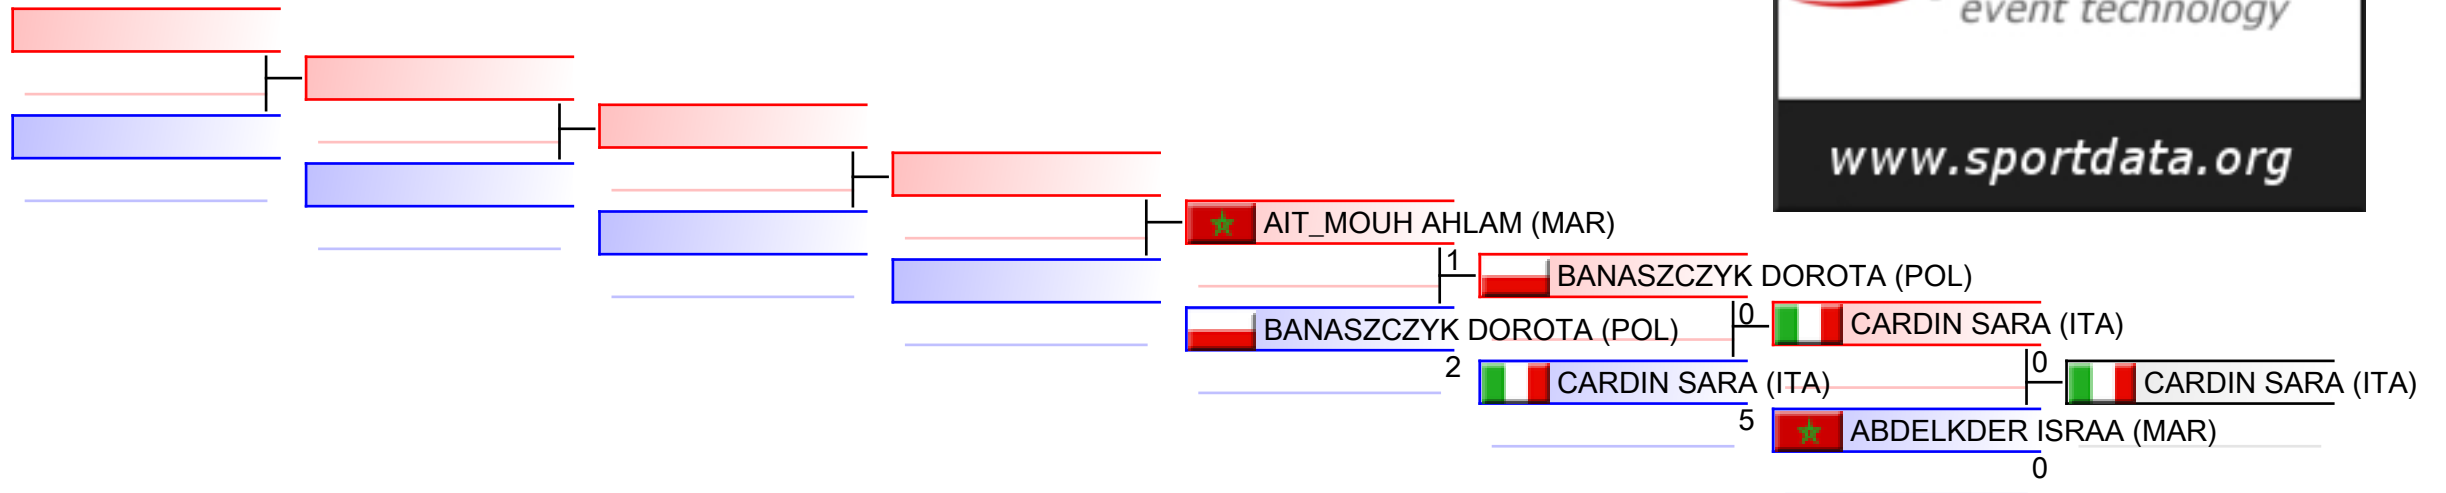 event technology
www.sportdata.org
AIT_MOUH AHLAM (MAR)
1
BANASZCZYK DOROTA (POL)
BANASZCZYK DOROTA (POL)
2
0
CARDIN SARA (ITA)
CARDIN SARA (ITA)
5
0
CARDIN SARA (ITA)
ABDELKDER ISRAA (MAR)
0